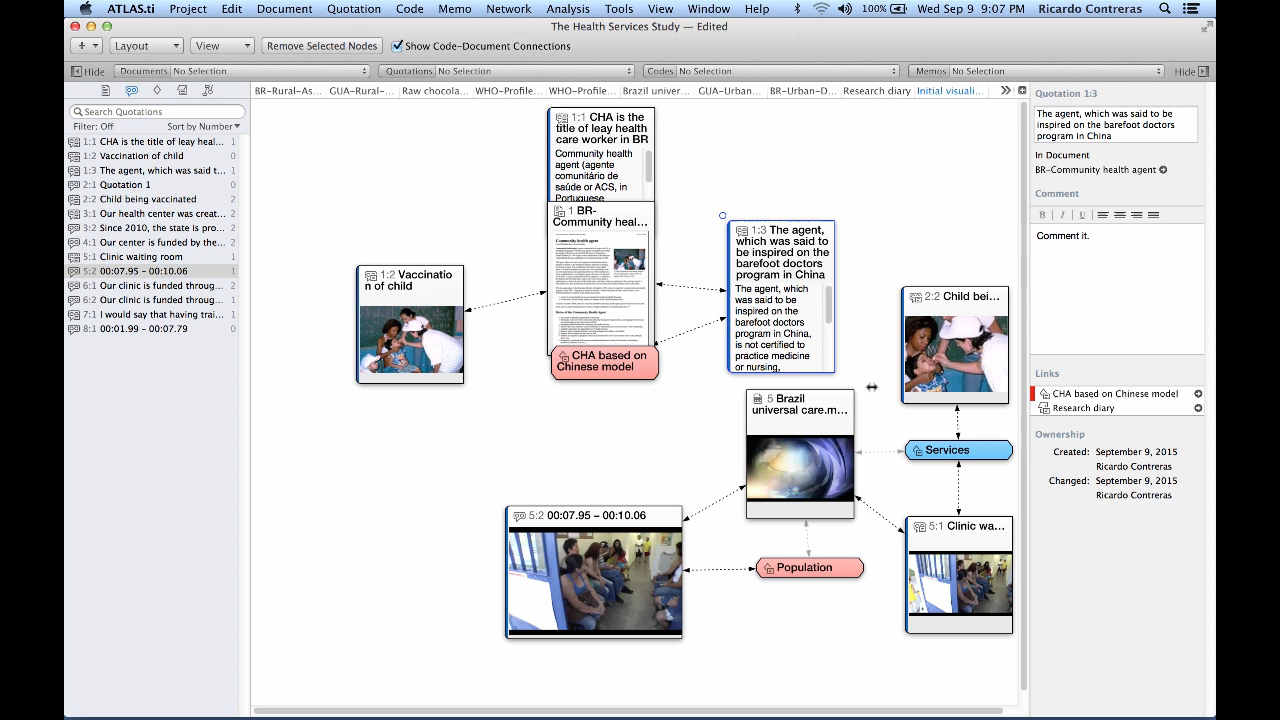 ATLAS.ti Project Edit Document Quotation Code Memo Network Analysis Tools View Window Help 100% Wed Sep 9 9:07 PM Ricardo Contreras
The Health Services Study — Edited
+ Layout View Remove Selected Nodes Show Code-Document Connections
Hide Documents No Selection Quotations No Selection Codes No Selection Memos No Selection Hide
BR-Rural-As... GUA-Rural-... Raw chocola... WHO-Profile... WHO-Profile... Brazil univer... GUA-Urban... BR-Urban-D... Research diary Initial visuali...
Search Quotations
Filter: Off Sort by Number
1:1 CHA is the title of leay heal... 1
1:2 Vaccination of child 0
1:3 The agent, which was said t... 1
2:1 Quotation 1 0
2:2 Child being vaccinated 2
3:1 Our health center was creat... 2
3:2 Since 2010, the state is pro... 2
4:1 Our center is funded by the... 2
5:1 Clinic waiting room 1
5:2 00:07.95 – 00:10.06 1
6:1 Our clinic is funded through... 1
6:2 Our clinic is funded through... 1
7:1 I would say that having trai... 1
8:1 00:01.99 – 00:07.79 0
1:1 CHA is the
title of leay health
care worker in BR
Community health
agent (agente
comunitário de
saúde or ACS, in
Portuguese
1 BR-
Community heal...
Community health agent
CHA based on
Chinese model
1:2 Vaccinatio
n of child
1:3 The agent,
which was said to
be inspired on the
barefoot doctors
program in China
The agent, which
was said to be
inspired on the
barefoot doctors
program in China,
is not certified to
practice medicine
or nursing,
2:2 Child bei...
5 Brazil
universal care.m...
Services
5:2 00:07.95 – 00:10.06
5:1 Clinic wa...
Population
Quotation 1:3
The agent, which was said to be
inspired on the barefoot doctors
program in China
In Document
BR-Community health agent
Comment
B I U
Comment it.
Links
CHA based on Chinese model
Research diary
Ownership
Created: September 9, 2015
Ricardo Contreras
Changed: September 9, 2015
Ricardo Contreras